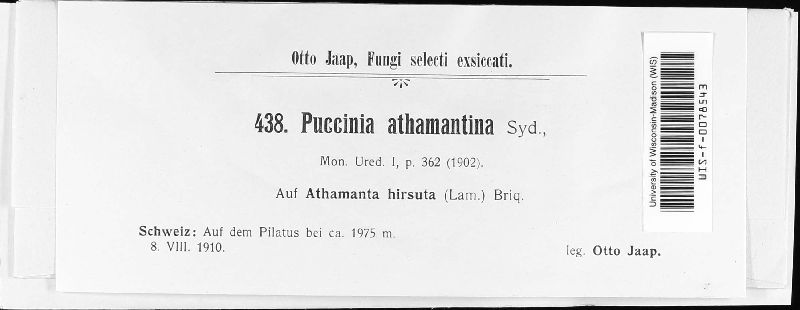 Otto Jaap, Fungi selecti exsiccati.
438. Puccinia athamantina Syd.,
Mon. Ured. I, p. 362 (1902).
Auf Athamanta hirsuta (Lam.) Briq.
Schweiz: Auf dem Pilatus bei ca. 1975 m.
8. VIII. 1910.
leg. Otto Jaap.
University of Wisconsin-Madison (WIS)
WIS-f-0078543